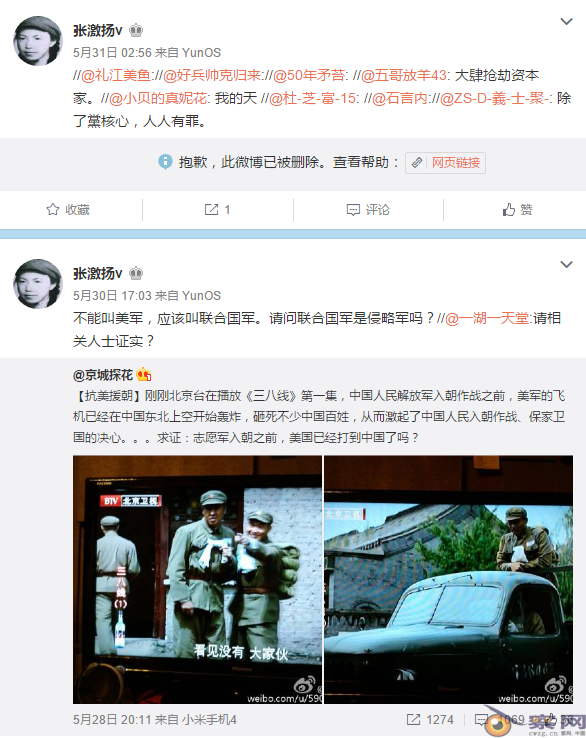 张激扬v
5月31日 02:56 来自 YunOS
//@礼江美鱼://@好兵帅克归来://@50年矛苔: //@五哥放羊43: 大肆抢劫资本
家。//@小贝的真妮花: 我的天 //@杜-芝-富-15: //@石言内://@ZS-D-義-士-聚-: 除
了黨核心，人人有罪。
抱歉，此微博已被删除。查看帮助： 网页链接
收藏 1 评论 赞
张激扬v
5月30日 17:03 来自 YunOS
不能叫美军，应该叫联合国军。请问联合国军是侵略军吗？//@一湖一天堂:请相
关人士证实？
@京城探花
【抗美援朝】刚刚北京台在播放《三八线》第一集，中国人民解放军入朝作战之前，美军的飞
机已经在中国东北上空开始轰炸，砸死不少中国百姓，从而激起了中国人民入朝作战、保家卫
国的决心。。。求证：志愿军入朝之前，美国已经打到中国了吗？
BTV 北京卫视
三八线
(1)
看见没有 大家伙
weibo.com/u/590
北京卫视
weibo.com/u/590
5月28日 20:11 来自 小米手机4 1274 4069
察网
cwzg.cn